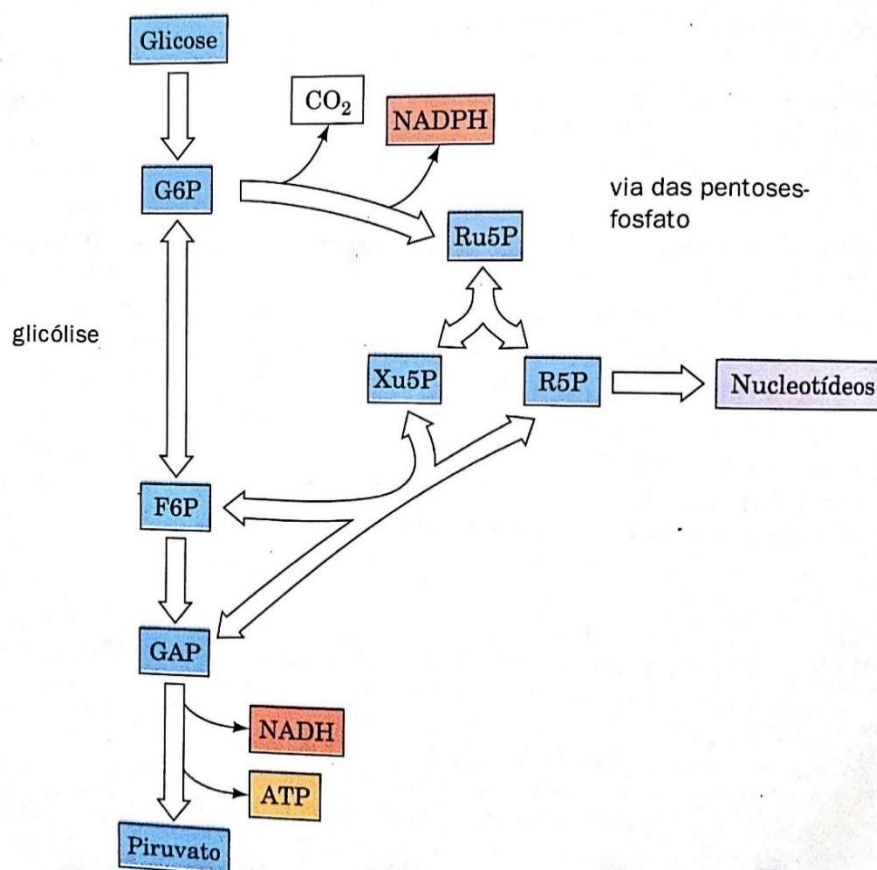 Glicose
CO₂
NADPH
G6P
via das pentoses-
fosfato
Ru5P
glicólise
Xu5P
R5P
Nucleotídeos
F6P
GAP
NADH
ATP
Piruvato